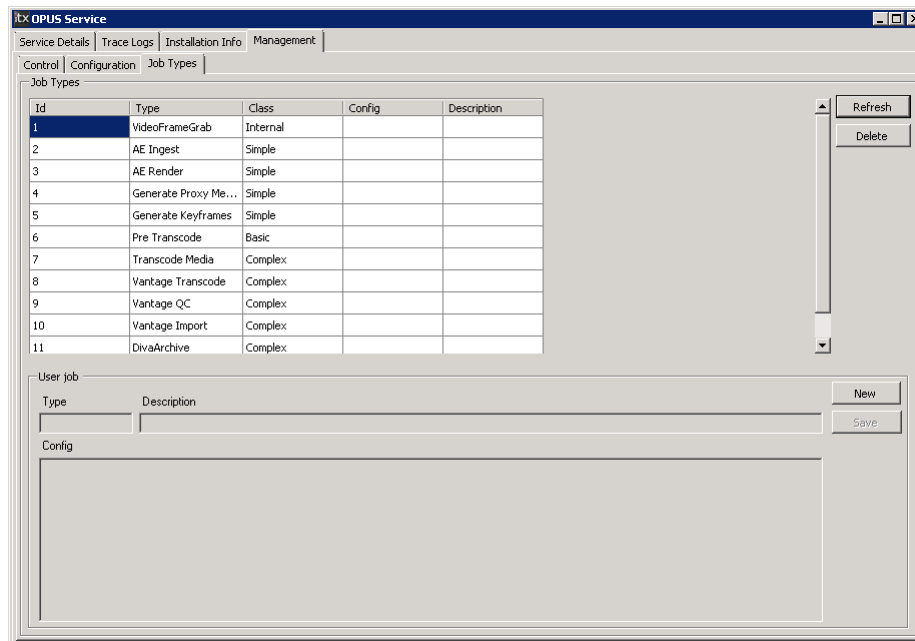 itx OPUS Service
Service Details Trace Logs Installation Info Management
Control Configuration Job Types
Job Types
Id Type Class Config Description
1 VideoFrameGrab Internal
2 AE Ingest Simple
3 AE Render Simple
4 Generate Proxy Me... Simple
5 Generate Keyframes Simple
6 Pre Transcode Basic
7 Transcode Media Complex
8 Vantage Transcode Complex
9 Vantage QC Complex
10 Vantage Import Complex
11 DivaArchive Complex
Refresh
Delete
User job
Type Description
New
Save
Config